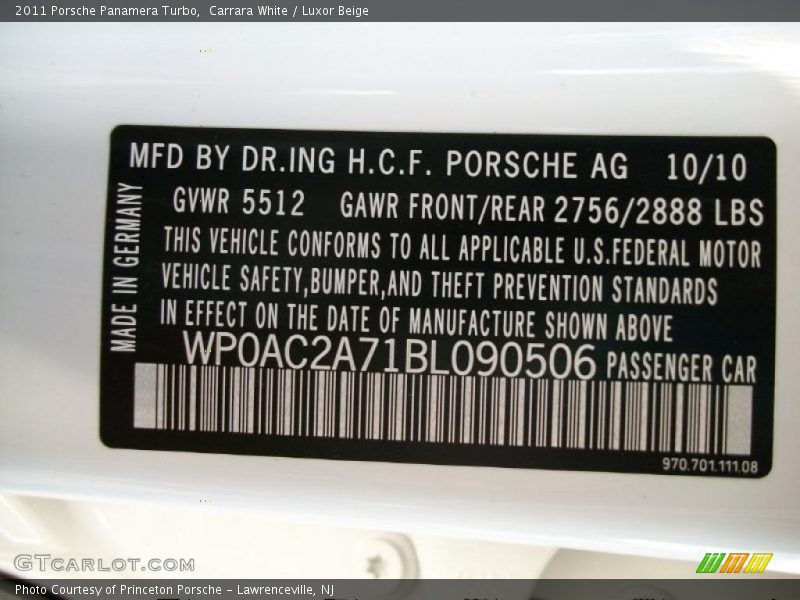 2011 Porsche Panamera Turbo, Carrara White / Luxor Beige
MFD BY DR.ING H.C.F. PORSCHE AG 10/10
GVWR 5512 GAWR FRONT/REAR 2756/2888 LBS
THIS VEHICLE CONFORMS TO ALL APPLICABLE U.S.FEDERAL MOTOR
VEHICLE SAFETY,BUMPER,AND THEFT PREVENTION STANDARDS
IN EFFECT ON THE DATE OF MANUFACTURE SHOWN ABOVE
WP0AC2A71BL090506 PASSENGER CAR
MADE IN GERMANY
970.701.111.08
GTCARLOT.COM
Photo Courtesy of Princeton Porsche - Lawrenceville, NJ